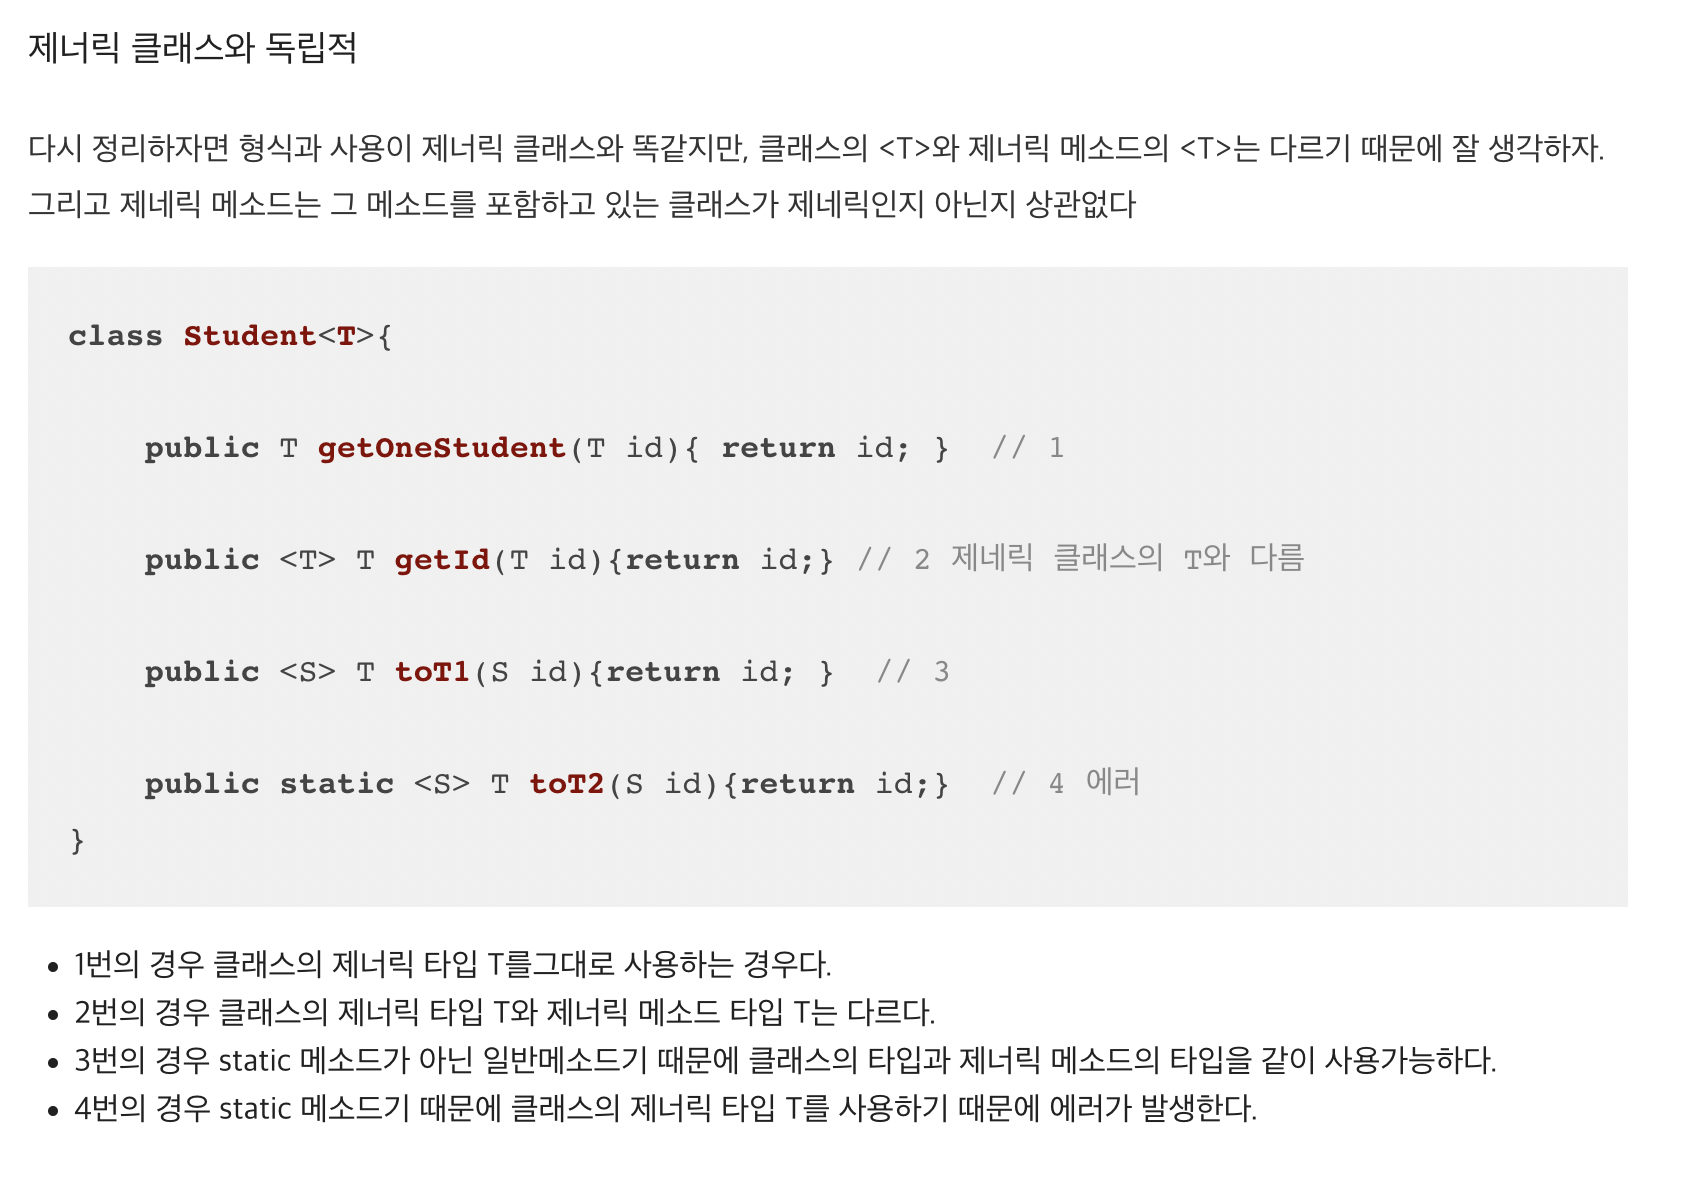 제너릭 클래스와 독립적
다시 정리하자면 형식과 사용이 제너릭 클래스와 똑같지만, 클래스의 <T>와 제너릭 메소드의 <T>는 다르기 때문에 잘 생각하자.
그리고 제네릭 메소드는 그 메소드를 포함하고 있는 클래스가 제네릭인지 아닌지 상관없다
class Student<T>{
public T getOneStudent(T id){ return id; }  // 1
public <T> T getId(T id){return id;} // 2 제네릭 클래스의 T와 다름
public <S> T toT1(S id){return id; }  // 3
public static <S> T toT2(S id){return id;}  // 4 에러
}
• 1번의 경우 클래스의 제너릭 타입 T를그대로 사용하는 경우다.
• 2번의 경우 클래스의 제너릭 타입 T와 제너릭 메소드 타입 T는 다르다.
• 3번의 경우 static 메소드가 아닌 일반메소드기 때문에 클래스의 타입과 제너릭 메소드의 타입을 같이 사용가능하다.
• 4번의 경우 static 메소드기 때문에 클래스의 제너릭 타입 T를 사용하기 때문에 에러가 발생한다.